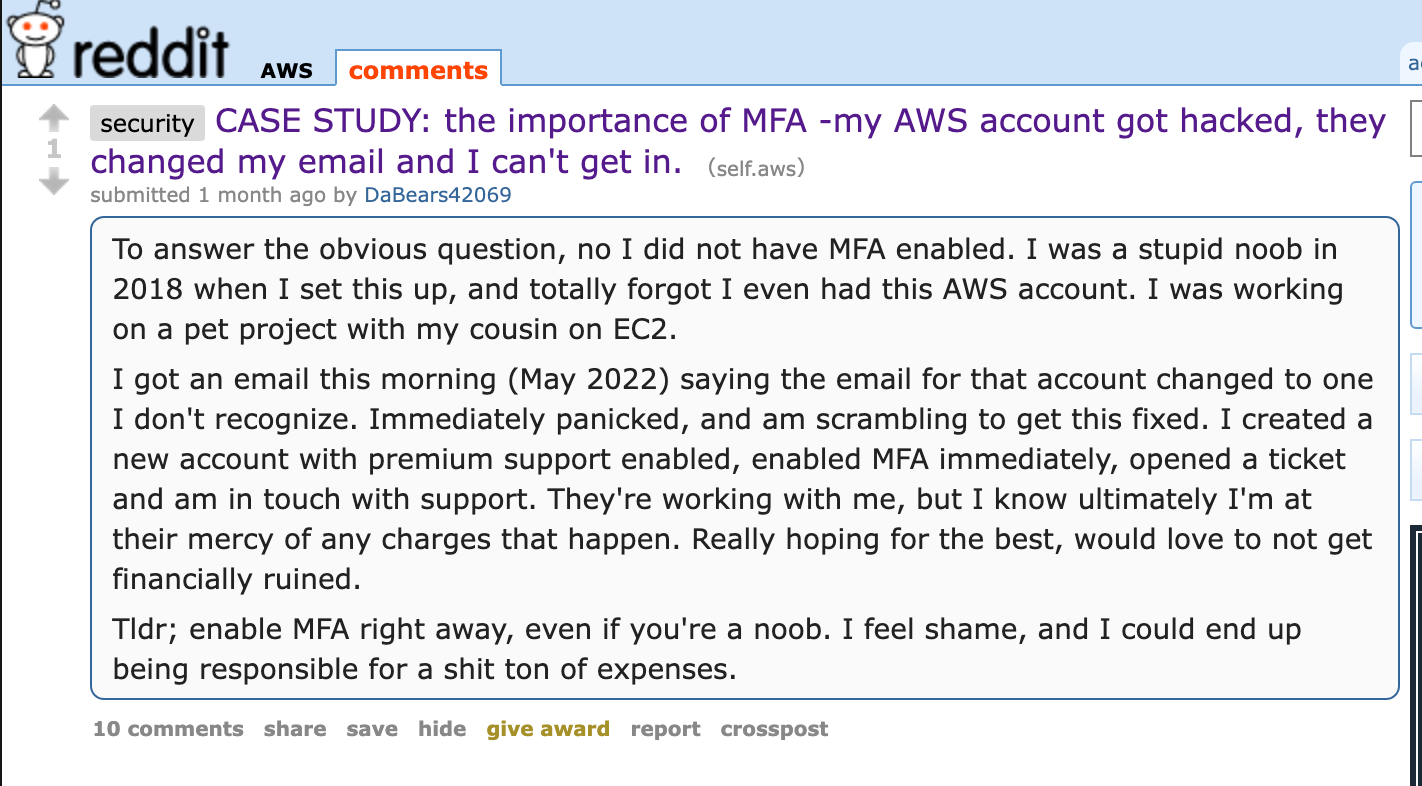 reddit AWS comments
security CASE STUDY: the importance of MFA -my AWS account got hacked, they
1
changed my email and I can't get in. (self.aws)
submitted 1 month ago by DaBears42069
To answer the obvious question, no I did not have MFA enabled. I was a stupid noob in
2018 when I set this up, and totally forgot I even had this AWS account. I was working
on a pet project with my cousin on EC2.
I got an email this morning (May 2022) saying the email for that account changed to one
I don't recognize. Immediately panicked, and am scrambling to get this fixed. I created a
new account with premium support enabled, enabled MFA immediately, opened a ticket
and am in touch with support. They're working with me, but I know ultimately I'm at
their mercy of any charges that happen. Really hoping for the best, would love to not get
financially ruined.
Tldr; enable MFA right away, even if you're a noob. I feel shame, and I could end up
being responsible for a shit ton of expenses.
10 comments share save hide give award report crosspost